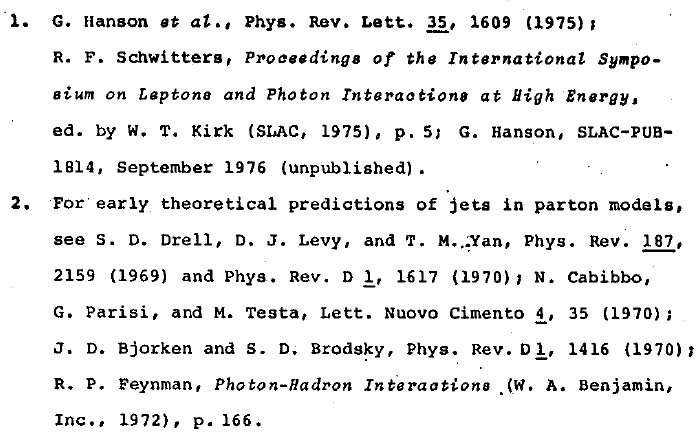 1. G. Hanson et al., Phys. Rev. Lett. 35, 1609 (1975);
R. F. Schwitters, Proceedings of the International Sympo-
sium on Leptons and Photon Interactions at High Energy,
ed. by W. T. Kirk (SLAC, 1975), p. 5; G. Hanson, SLAC-PUB-
1814, September 1976 (unpublished).
2. For early theoretical predictions of jets in parton models,
see S. D. Drell, D. J. Levy, and T. M. Yan, Phys. Rev. 187,
2159 (1969) and Phys. Rev. D 1, 1617 (1970); N. Cabibbo,
G. Parisi, and M. Testa, Lett. Nuovo Cimento 4, 35 (1970);
J. D. Bjorken and S. D. Brodsky, Phys. Rev. D 1, 1416 (1970);
R. P. Feynman, Photon-Hadron Interactions (W. A. Benjamin,
Inc., 1972), p. 166.